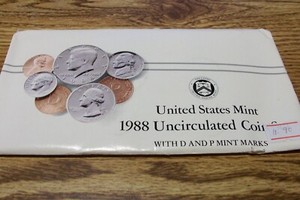 United States Mint
1988 Uncirculated Coin
WITH D AND P MINT MARKS